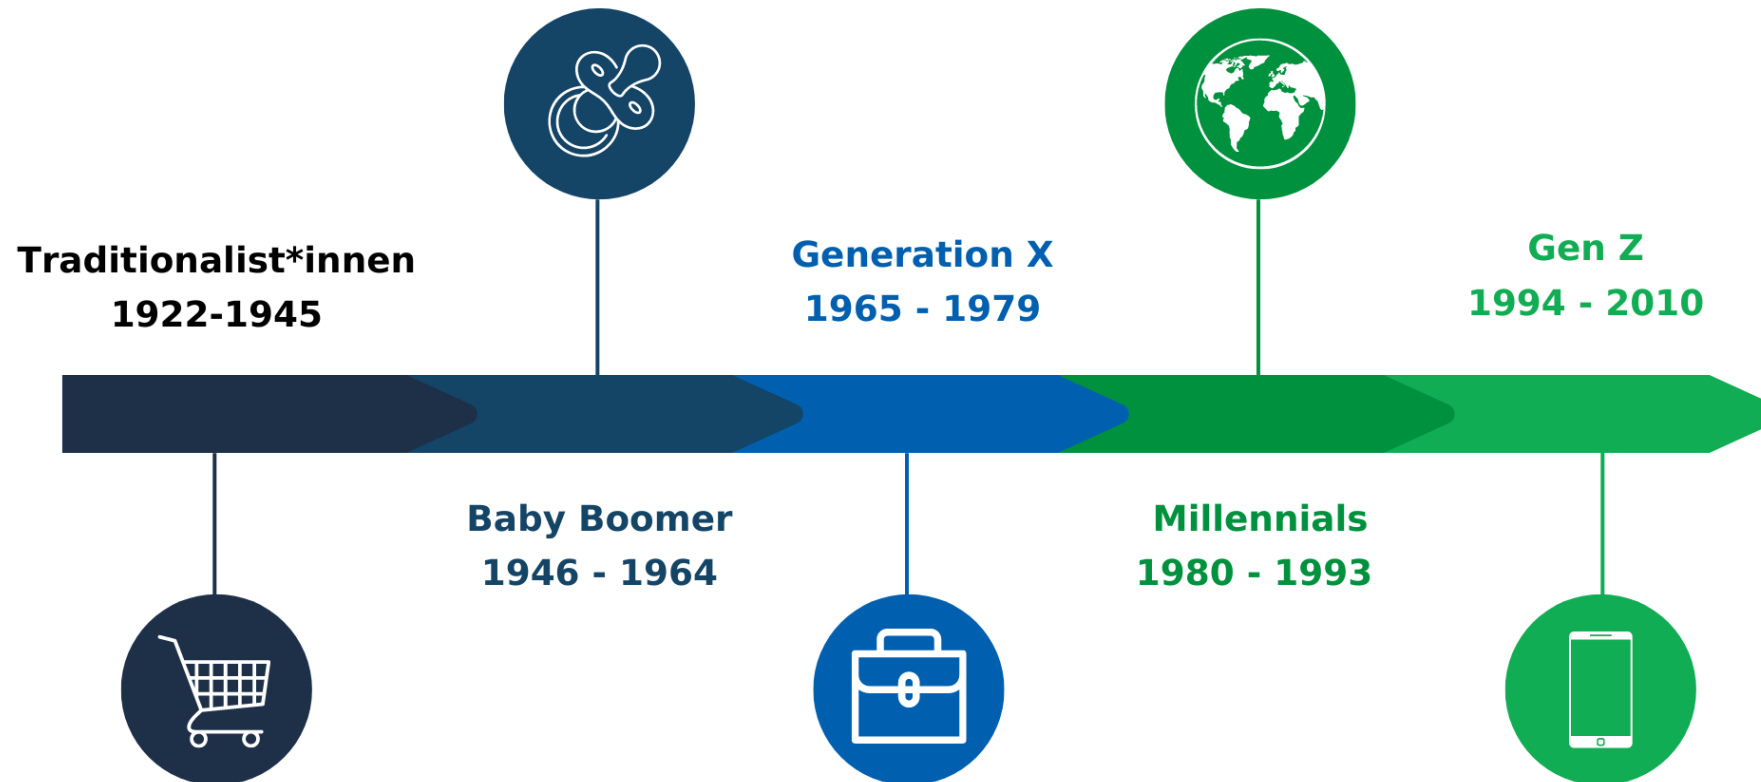 Traditionalist*innen
1922-1945
Baby Boomer
1946 - 1964
Generation X
1965 - 1979
Millennials
1980 - 1993
Gen Z
1994 - 2010